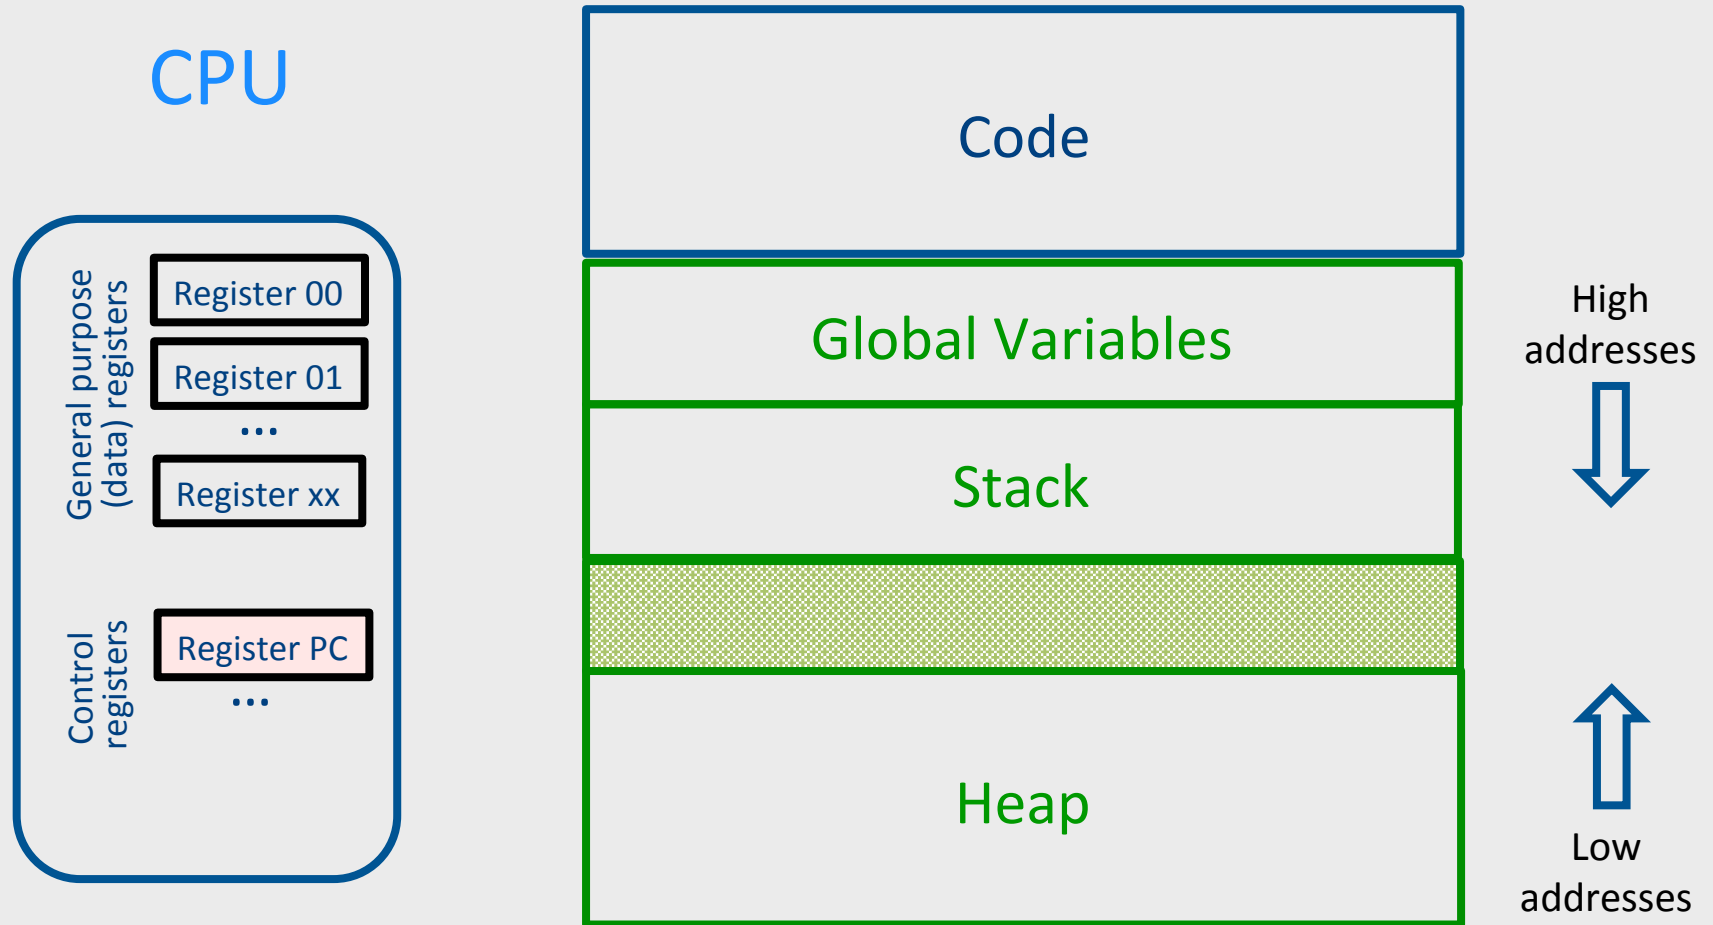 CPU
General purpose
(data) registers
Register 00
Register 01
...
Register xx
Control
registers
Register PC
...
Code
Global Variables
Stack
Heap
High
addresses
Low
addresses